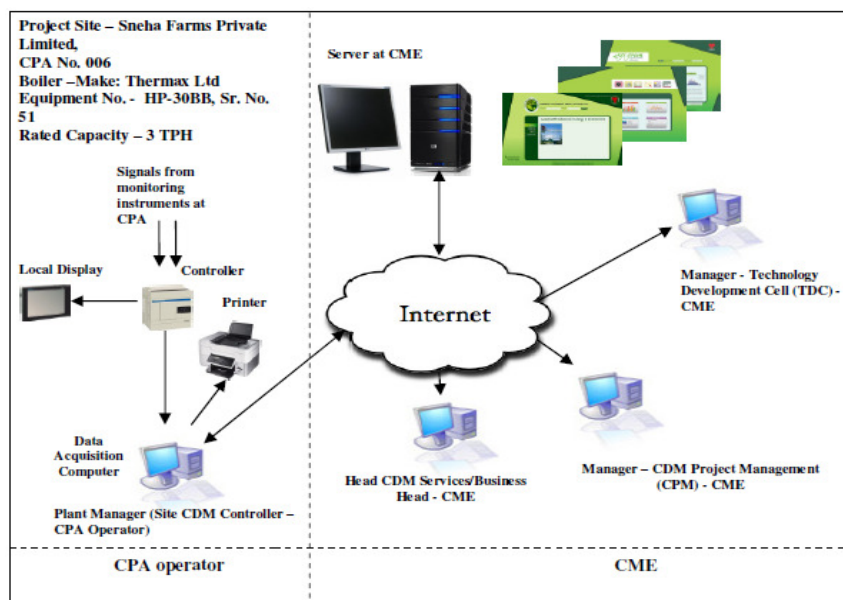 Project Site – Sneha Farms Private
Limited,
CPA No. 006
Boiler –Make: Thermax Ltd
Equipment No. - HP-30BB, Sr. No.
51
Rated Capacity – 3 TPH
Server at CME
Signals from
monitoring
instruments at
CPA
Local Display
Controller
Printer
Internet
Manager - Technology
Development Cell (TDC) -
CME
Data
Acquisition
Computer
Plant Manager (Site CDM Controller –
CPA Operator)
Head CDM Services/Business
Head - CME
Manager – CDM Project Management
(CPM) - CME
CPA operator
CME